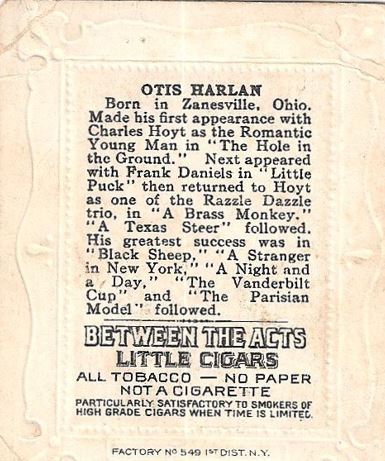 OTIS HARLAN
Born in Zanesville, Ohio.
Made his first appearance with
Charles Hoyt as the Romantic
Young Man in "The Hole in
the Ground." Next appeared
with Frank Daniels in "Little
Puck" then returned to Hoyt
as one of the Razzle Dazzle
trio, in "A Brass Monkey."
"A Texas Steer" followed.
His greatest success was in
"Black Sheep," "A Stranger
in New York," "A Night and
a Day," "The Vanderbilt
Cup" and "The Parisian
Model" followed.
BETWEEN THE ACTS
LITTLE CIGARS
ALL TOBACCO — NO PAPER
NOT A CIGARETTE
PARTICULARLY SATISFACTORY TO SMOKERS OF
HIGH GRADE CIGARS WHEN TIME IS LIMITED.
FACTORY No 549 1ST DIST. N.Y.